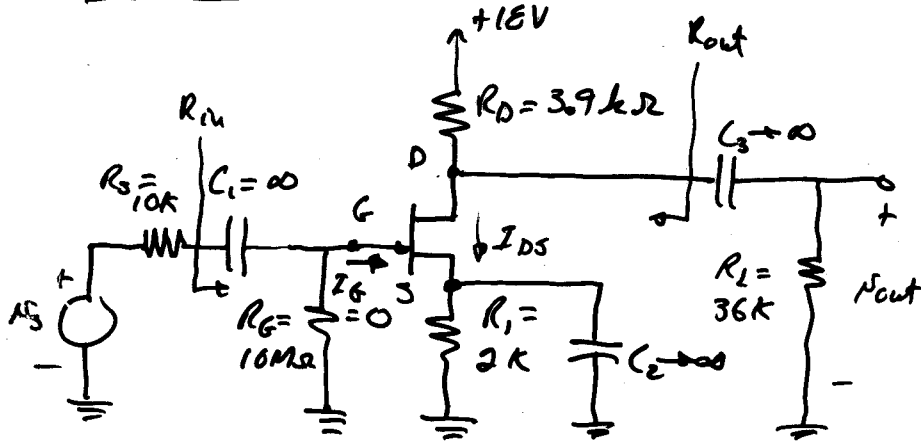 +18V
Rout
RD = 3.9 kΩ
Rin
C3 → ∞
D
RS =
10K
C1 = ∞
G
IDS
+
+
IG
= 0
S
vs
RG =
10MΩ
R1 =
2K
C2 → ∞
RL =
36K
vout
-
-